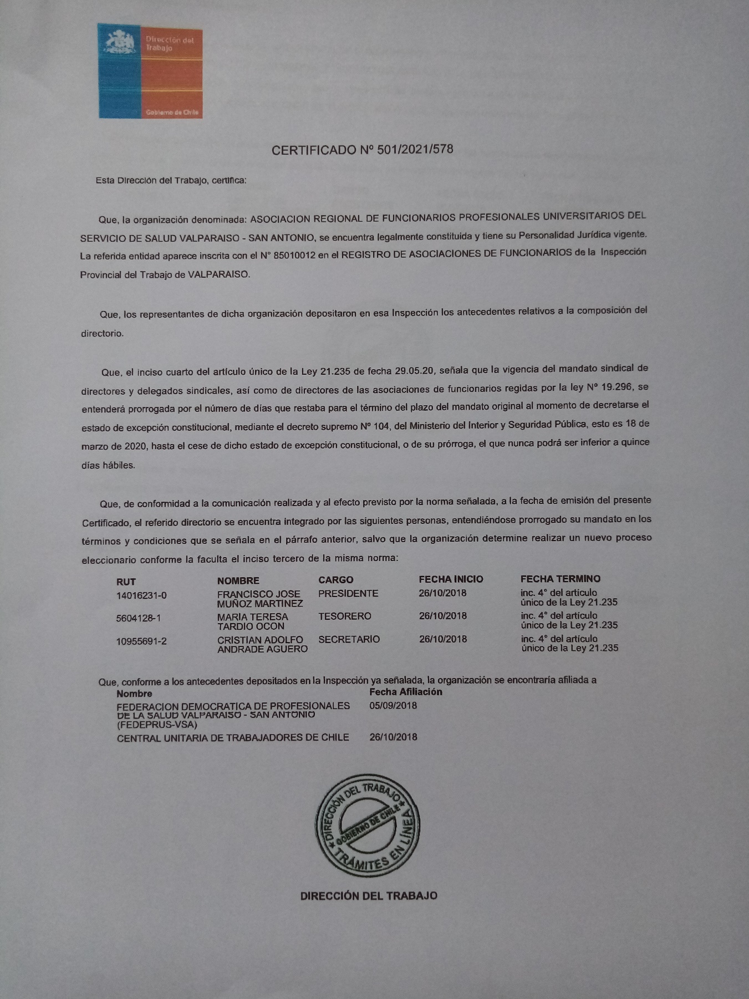 Dirección del
Trabajo
Gobierno de Chile
CERTIFICADO Nº 501/2021/578
Esta Dirección del Trabajo, certifica:
Que, la organización denominada: ASOCIACION REGIONAL DE FUNCIONARIOS PROFESIONALES UNIVERSITARIOS DEL
SERVICIO DE SALUD VALPARAISO - SAN ANTONIO, se encuentra legalmente constituida y tiene su Personalidad Jurídica vigente.
La referida entidad aparece inscrita con el N° 85010012 en el REGISTRO DE ASOCIACIONES DE FUNCIONARIOS de la Inspección
Provincial del Trabajo de VALPARAISO.
Que, los representantes de dicha organización depositaron en esa Inspección los antecedentes relativos a la composición del
directorio.
Que, el inciso cuarto del artículo único de la Ley 21.235 de fecha 29.05.20, señala que la vigencia del mandato sindical de
directores y delegados sindicales, así como de directores de las asociaciones de funcionarios regidas por la ley Nº 19.296, se
entenderá prorrogada por el número de días que restaba para el término del plazo del mandato original al momento de decretarse el
estado de excepción constitucional, mediante el decreto supremo Nº 104, del Ministerio del Interior y Seguridad Pública, esto es 18 de
marzo de 2020, hasta el cese de dicho estado de excepción constitucional, o de su prórroga, el que nunca podrá ser inferior a quince
días hábiles.
Que, de conformidad a la comunicación realizada y al efecto previsto por la norma señalada, a la fecha de emisión del presente
Certificado, el referido directorio se encuentra integrado por las siguientes personas, entendiéndose prorrogado su mandato en los
términos y condiciones que se señala en el párrafo anterior, salvo que la organización determine realizar un nuevo proceso
eleccionario conforme la faculta el inciso tercero de la misma norma:
RUT NOMBRE CARGO FECHA INICIO FECHA TERMINO
14016231-0 FRANCISCO JOSE PRESIDENTE 26/10/2018 inc. 4° del artículo
MUÑOZ MARTINEZ único de la Ley 21.235
5604128-1 MARIA TERESA TESORERO 26/10/2018 inc. 4° del artículo
TARDIO OCON único de la Ley 21.235
10955691-2 CRISTIAN ADOLFO SECRETARIO 26/10/2018 inc. 4° del artículo
ANDRADE AGUERO único de la Ley 21.235
Que, conforme a los antecedentes depositados en la Inspección ya señalada, la organización se encontraría afiliada a
Nombre Fecha Afiliación
FEDERACION DEMOCRATICA DE PROFESIONALES 05/09/2018
DE LA SALUD VALPARAISO - SAN ANTONIO
(FEDEPRUS-VSA)
CENTRAL UNITARIA DE TRABAJADORES DE CHILE 26/10/2018
DIRECCIÓN DEL TRABAJO
GOBIERNO DE CHILE
TRÁMITES EN LÍNEA
DIRECCIÓN DEL TRABAJO